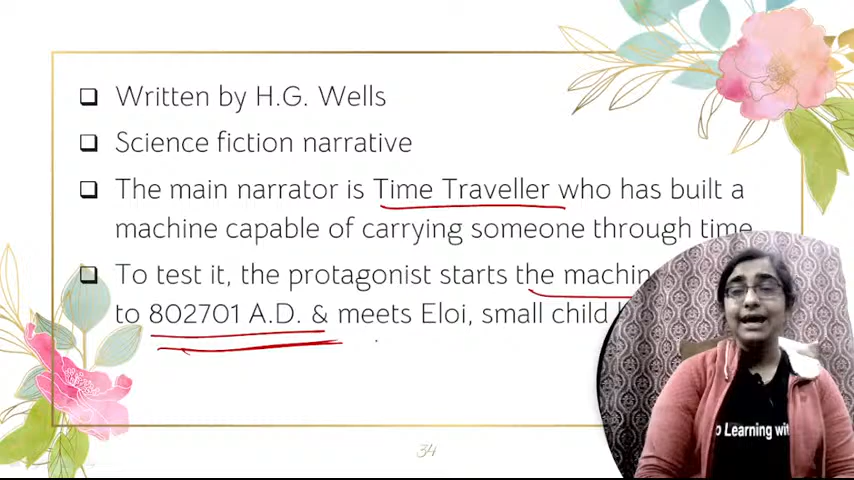 Written by H.G. Wells
Science fiction narrative
The main narrator is Time Traveller who has built a
machine capable of carrying someone through time
To test it, the protagonist starts the machin
to 802701 A.D. & meets Eloi, small child
Learning wit
34